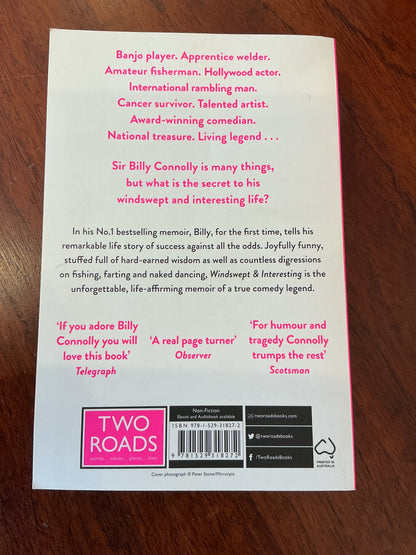 Banjo player. Apprentice welder.
Amateur fisherman. Hollywood actor.
International rambling man.
Cancer survivor. Talented artist.
Award-winning comedian.
National treasure. Living legend . . .
Sir Billy Connolly is many things,
but what is the secret to his
windswept and interesting life?
In his No.1 bestselling memoir, Billy, for the first time, tells his
remarkable life story of success against all the odds. Joyfully funny,
stuffed full of hard-earned wisdom as well as countless digressions
on fishing, farting and naked dancing, Windswept & Interesting is the
unforgettable, life-affirming memoir of a true comedy legend.
'If you adore Billy
Connolly you will
love this book'
Telegraph
'A real page turner'
Observer
'For humour and
tragedy Connolly
trumps the rest'
Scotsman
TWO
ROADS
stories voices places lives
Non-Fiction
Ebook and Audiobook available
ISBN 978-1-529-31827-2
9 781529 318272
tworoadsbooks.com
@tworoadsbooks
/TwoRoadsBooks
PRINTED IN
AUSTRALIA
Cover photograph © Peter Stone/Mirrorpix